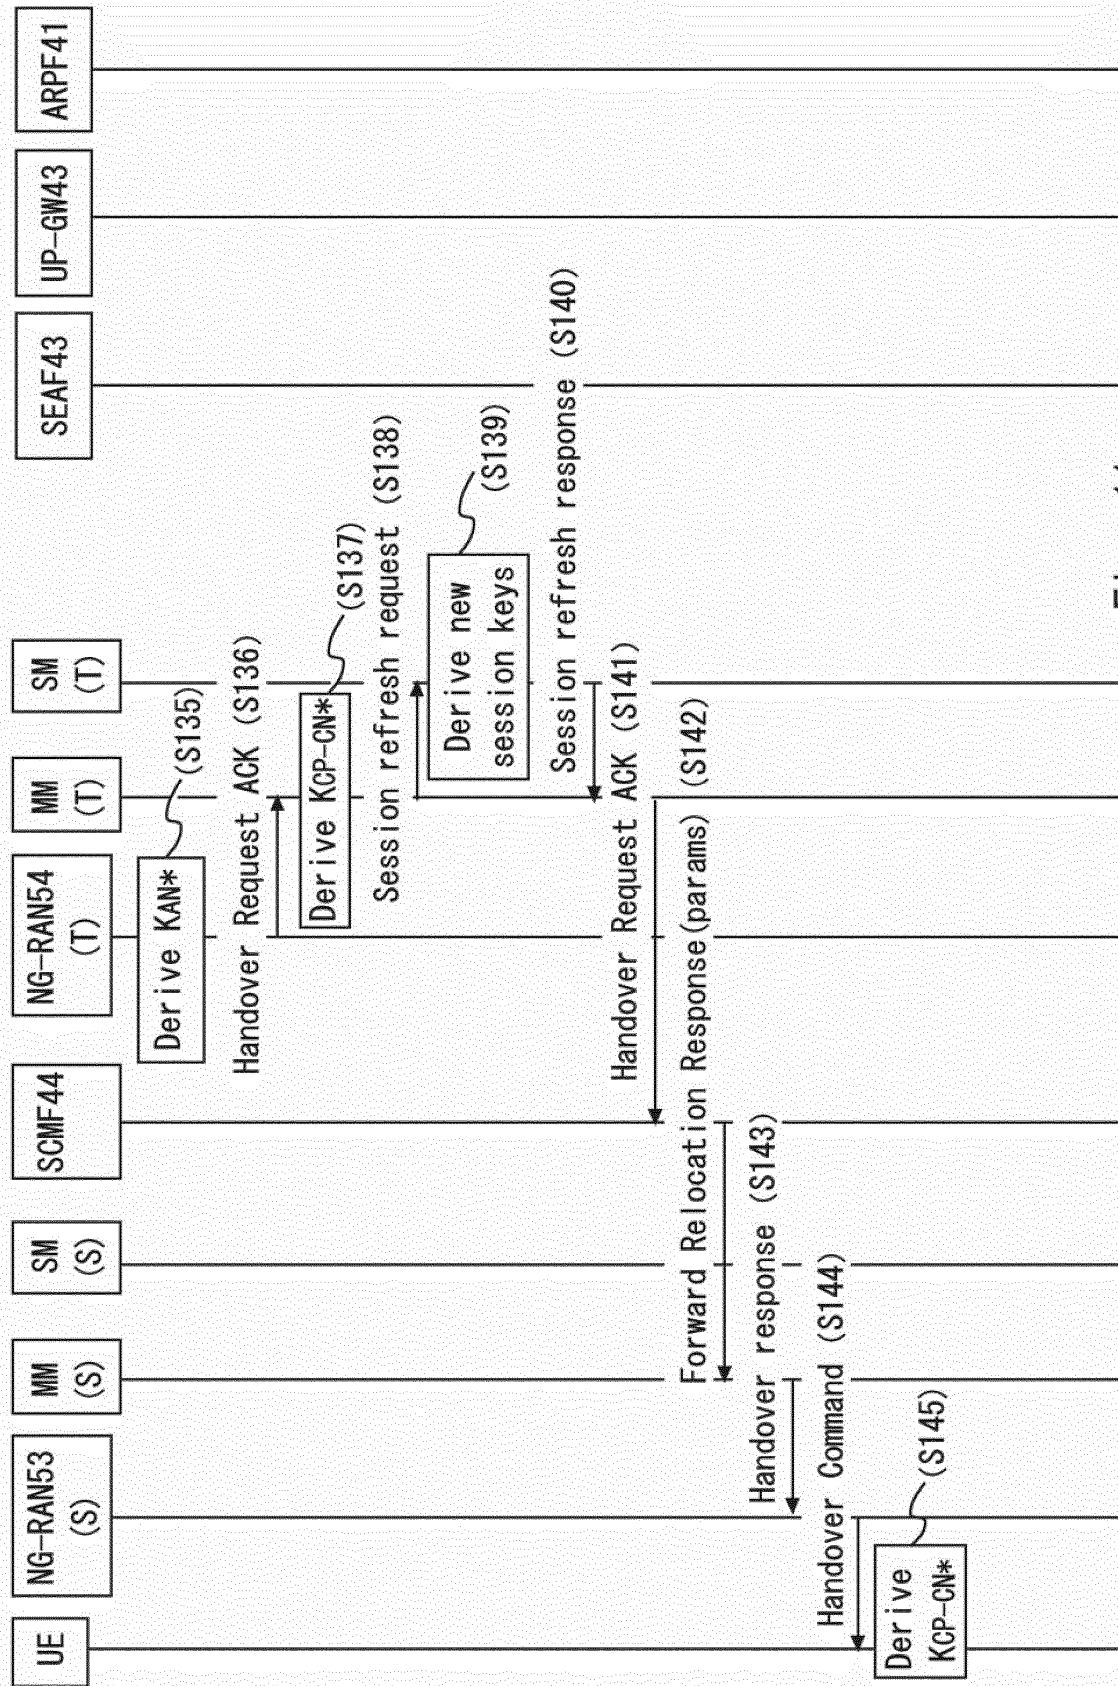 UE
NG-RAN53
(S)
MM
(S)
SM
(S)
SCMF44
NG-RAN54
(T)
MM
(T)
SM
(T)
SEAF43
UP-GW43
ARPF41
Derive KAN*
(S135)
Handover Request ACK (S136)
Derive KCP-CN*
(S137)
Session refresh request (S138)
Derive new
session keys
(S139)
Session refresh response (S140)
Handover Request ACK (S141)
Forward Relocation Response(params) (S142)
Handover response (S143)
Handover Command (S144)
Derive
KCP-CN*
(S145)